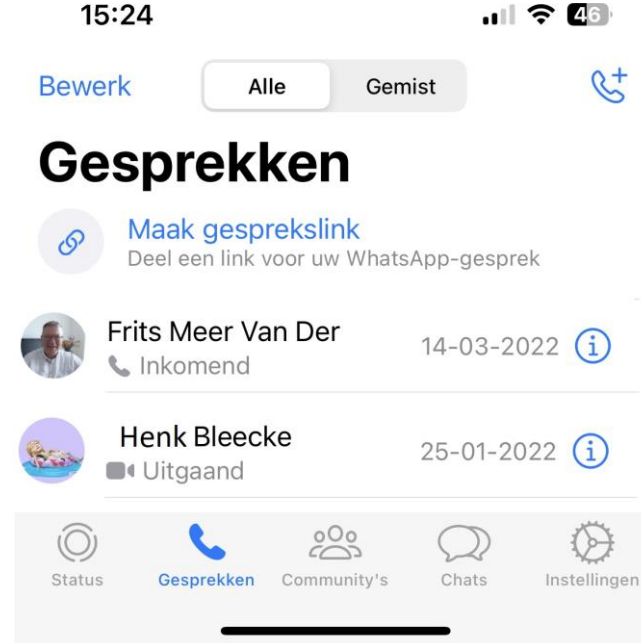 15:24 46
Bewerk Alle Gemist
Gesprekken
Maak gesprekslink
Deel een link voor uw WhatsApp-gesprek
Frits Meer Van Der
Inkomend 14-03-2022
Henk Bleecke
Uitgaand 25-01-2022
Status Gesprekken Community's Chats Instellingen